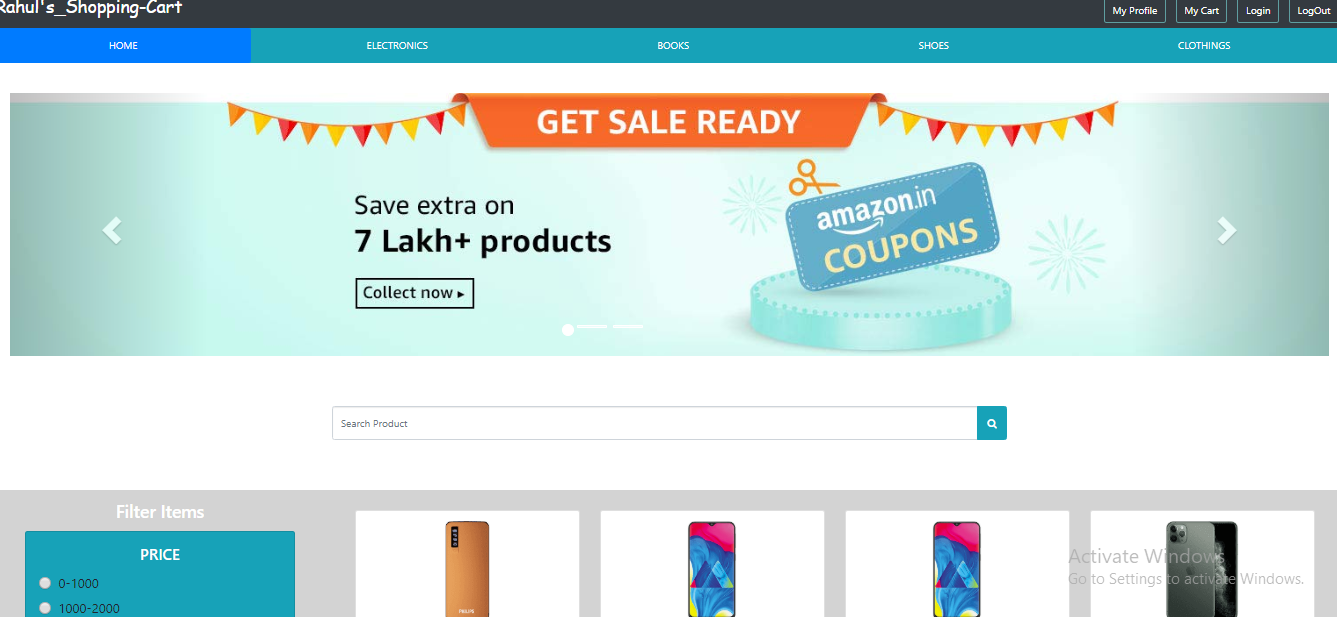 Rahul's_Shopping-Cart
My Profile My Cart Login LogOut
HOME ELECTRONICS BOOKS SHOES CLOTHINGS
GET SALE READY
Save extra on
7 Lakh+ products
Collect now ▸
amazon.in
COUPONS
Search Product
Filter Items
PRICE
0-1000
1000-2000
PHILIPS
Activate Windows
Go to Settings to activate Windows.